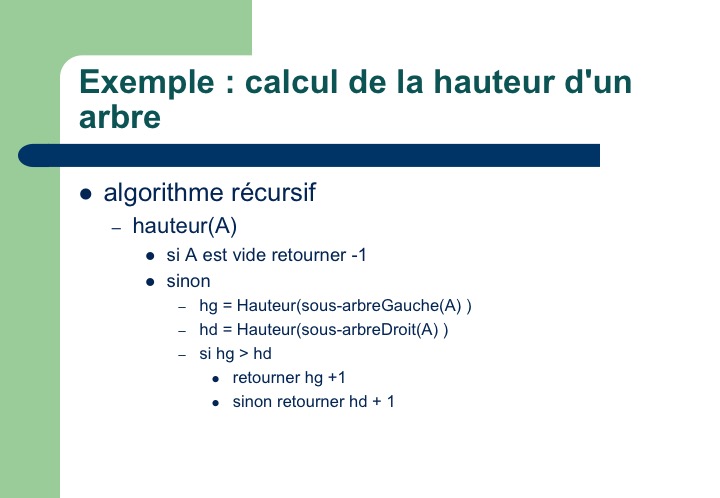 Exemple : calcul de la hauteur d'un
arbre
algorithme récursif
– hauteur(A)
si A est vide retourner -1
sinon
– hg = Hauteur(sous-arbreGauche(A) )
– hd = Hauteur(sous-arbreDroit(A) )
– si hg > hd
retourner hg +1
sinon retourner hd + 1